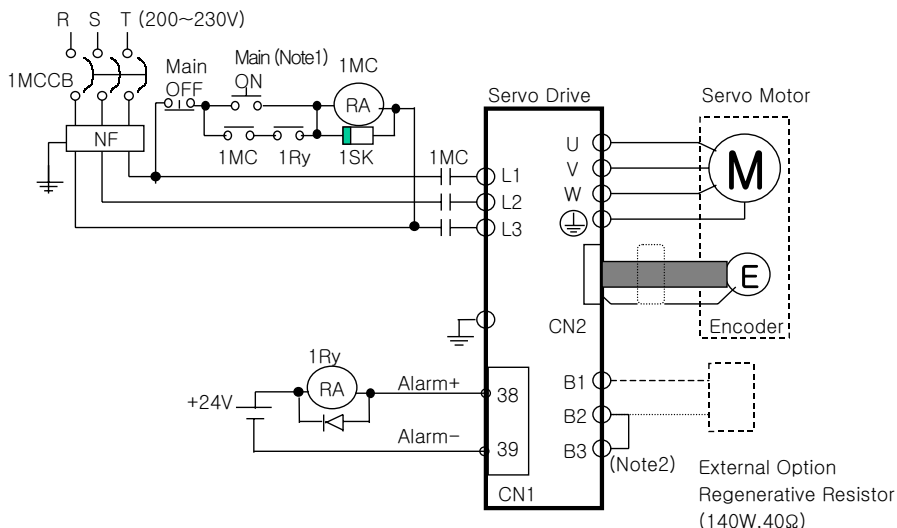 R S T (200~230V)
1MCCB
NF
Main
OFF
Main (Note1)
ON
1MC
RA
1MC 1Ry 1SK
1MC
Servo Drive
Servo Motor
L1
L2
L3
U
V
W
M
E
CN2
Encoder
1Ry
RA
+24V
Alarm+
Alarm-
38
39
CN1
B1
B2
B3
(Note2)
External Option
Regenerative Resistor
(140W,40Ω)